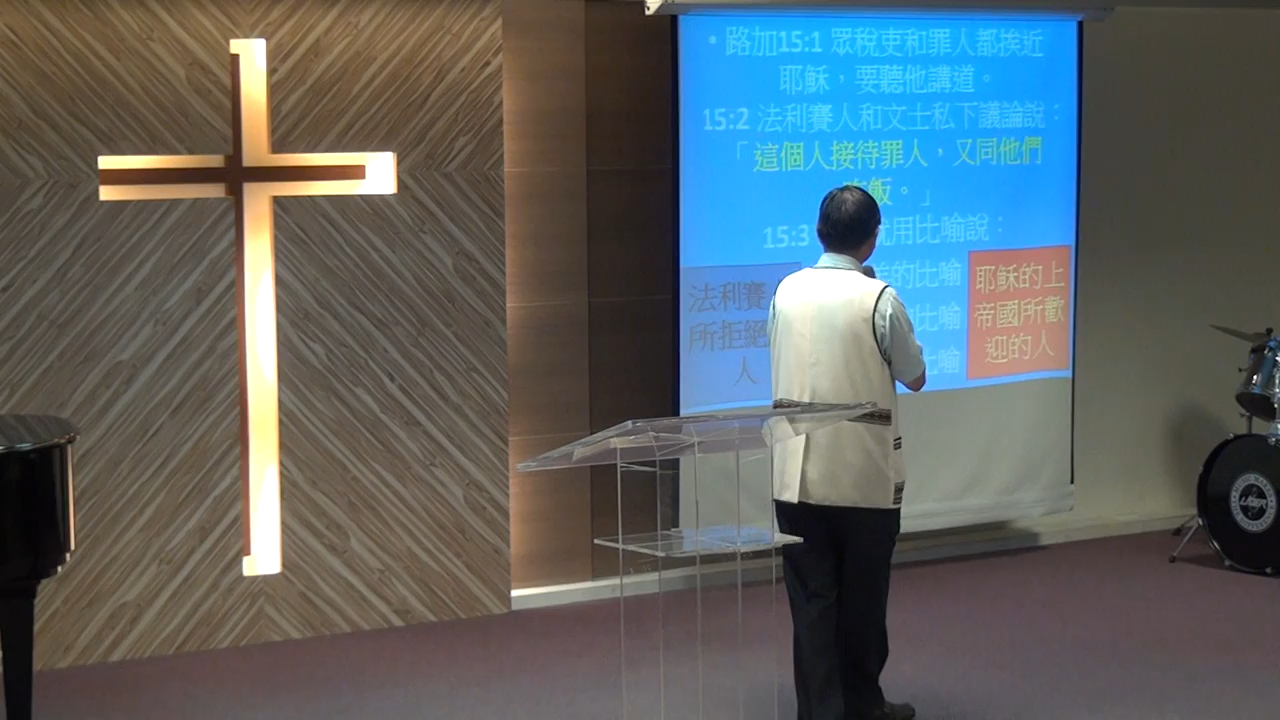 • 路加15:1 眾稅吏和罪人都挨近
耶穌，要聽他講道。
15:2 法利賽人和文士私下議論說：
「這個人接待罪人，又同他們
飯。」
15:3 就用比喻說：
的比喻
比喻
比喻
法利賽
所拒絕
人
耶穌的上
帝國所歡
迎的人